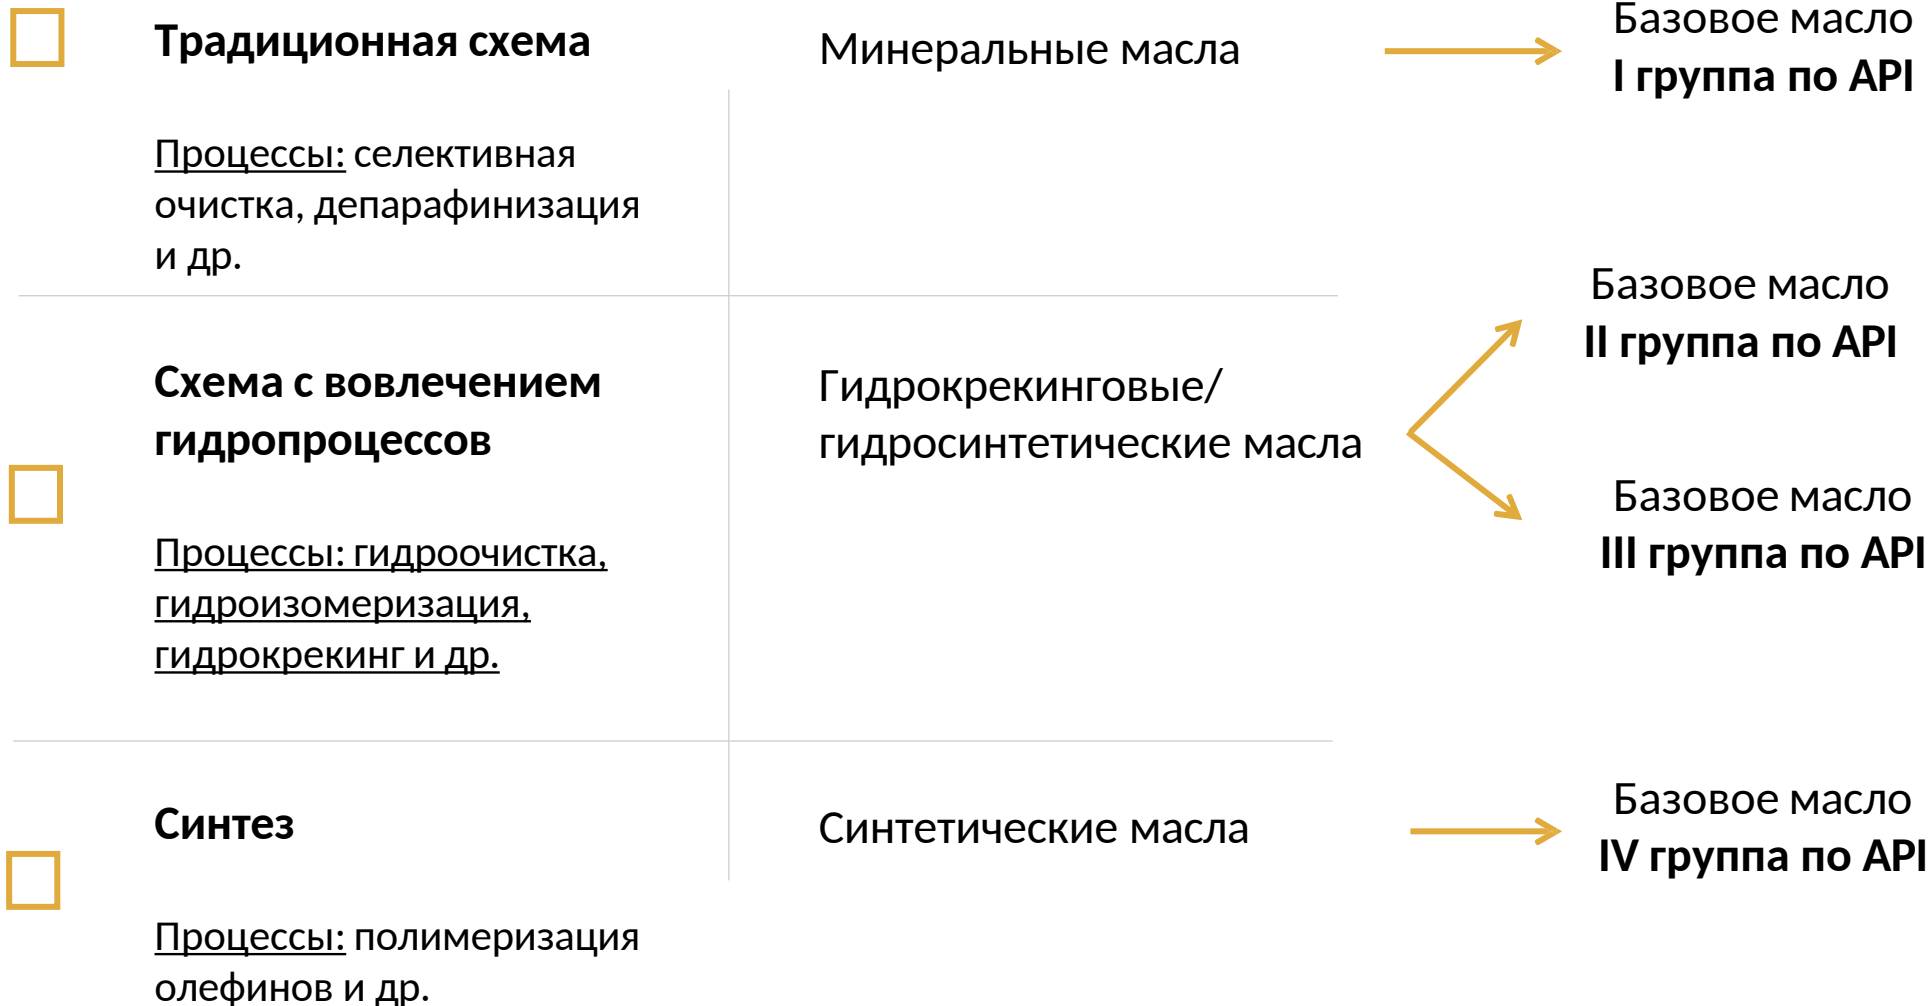 Традиционная схема
Процессы: селективная
очистка, депарафинизация
и др.
Минеральные масла
Базовое масло
I группа по API
Схема с вовлечением
гидропроцессов
Процессы: гидроочистка,
гидроизомеризация,
гидрокрекинг и др.
Гидрокрекинговые/
гидросинтетические масла
Базовое масло
II группа по API
Базовое масло
III группа по API
Синтез
Процессы: полимеризация
олефинов и др.
Синтетические масла
Базовое масло
IV группа по API